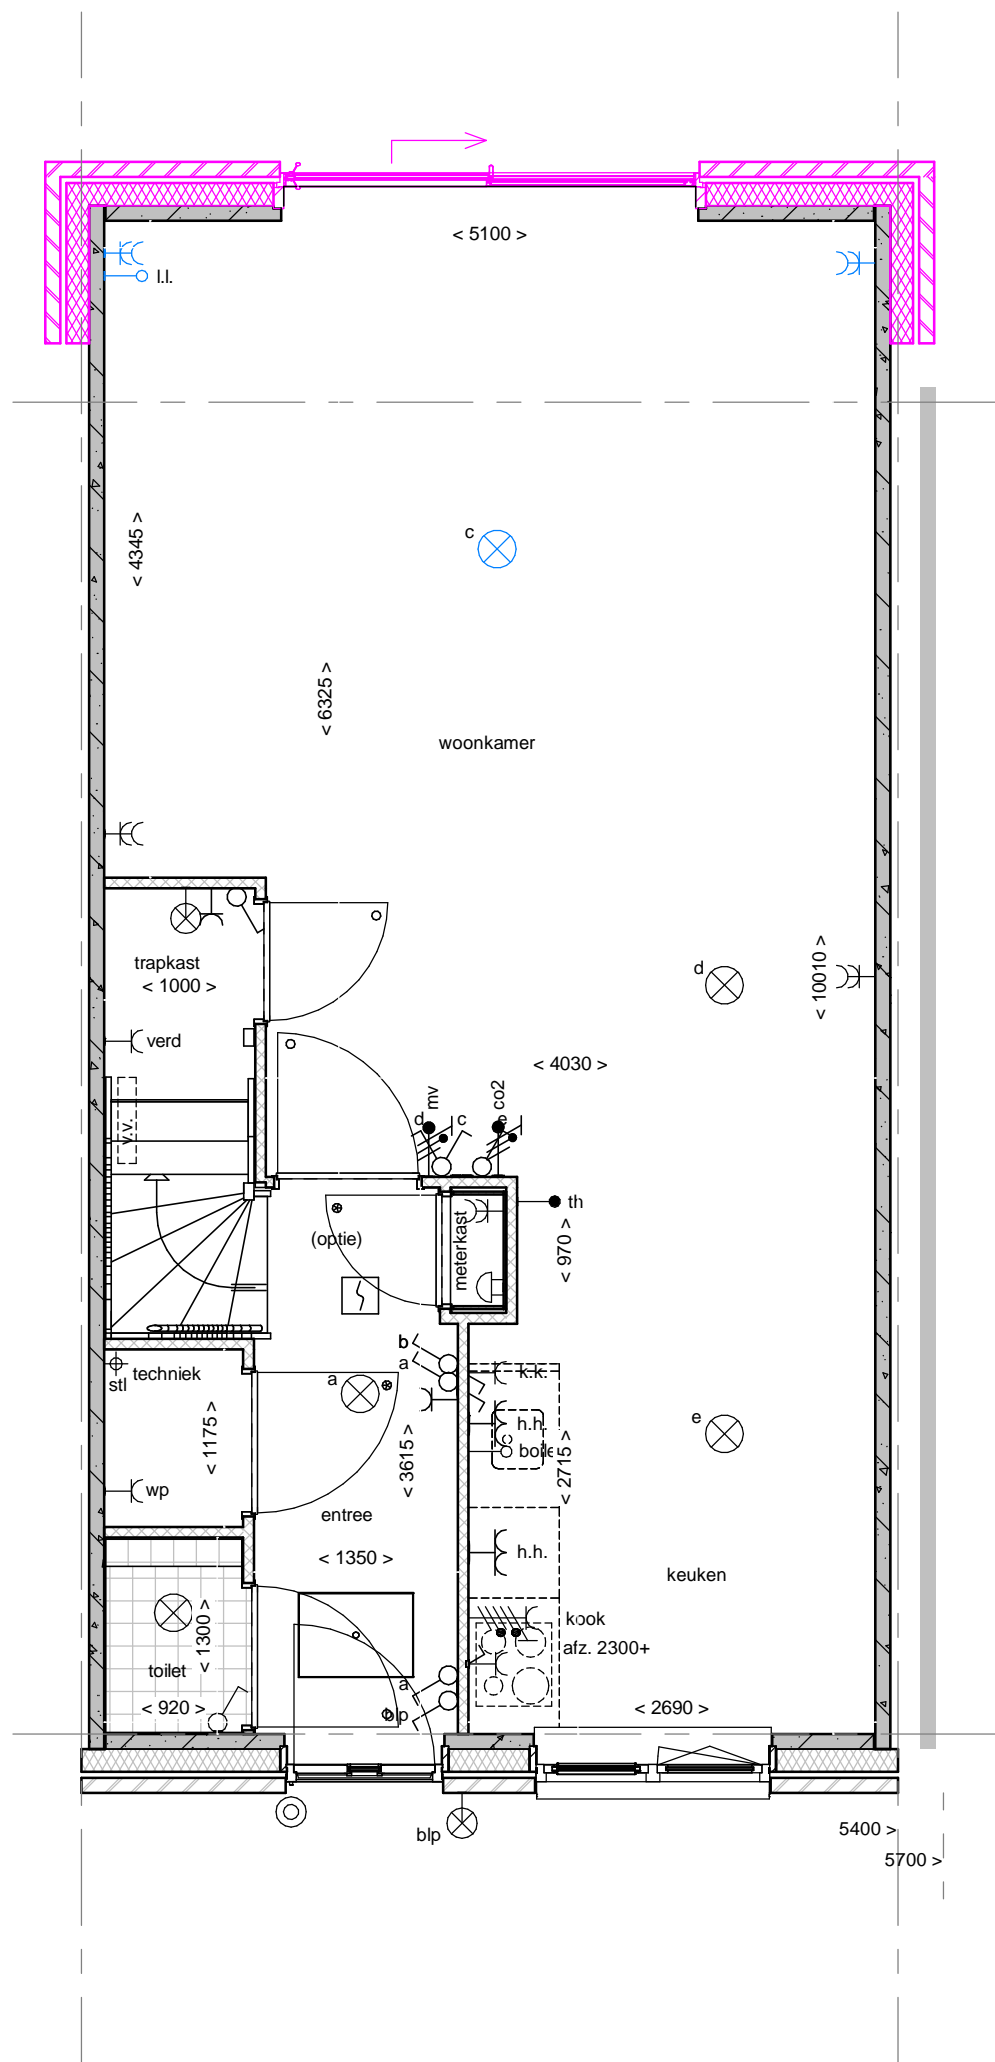 < 5100 >
l.l.
c
< 4345 >
< 6325 >
woonkamer
trapkast
< 1000 >
d
< 10010 >
verd
< 4030 >
mv
co2
d
c
e
v.v.
th
(optie)
meterkast
< 970 >
b
a
k.k.
stl
techniek
a
e
h.h.
< 1175 >
< 3615 >
boile
< 2715 >
wp
entree
h.h.
< 1350 >
keuken
kook
< 1300 >
afz. 2300+
toilet
a
< 920 >
blp
< 2690 >
blp
5400 >
5700 >